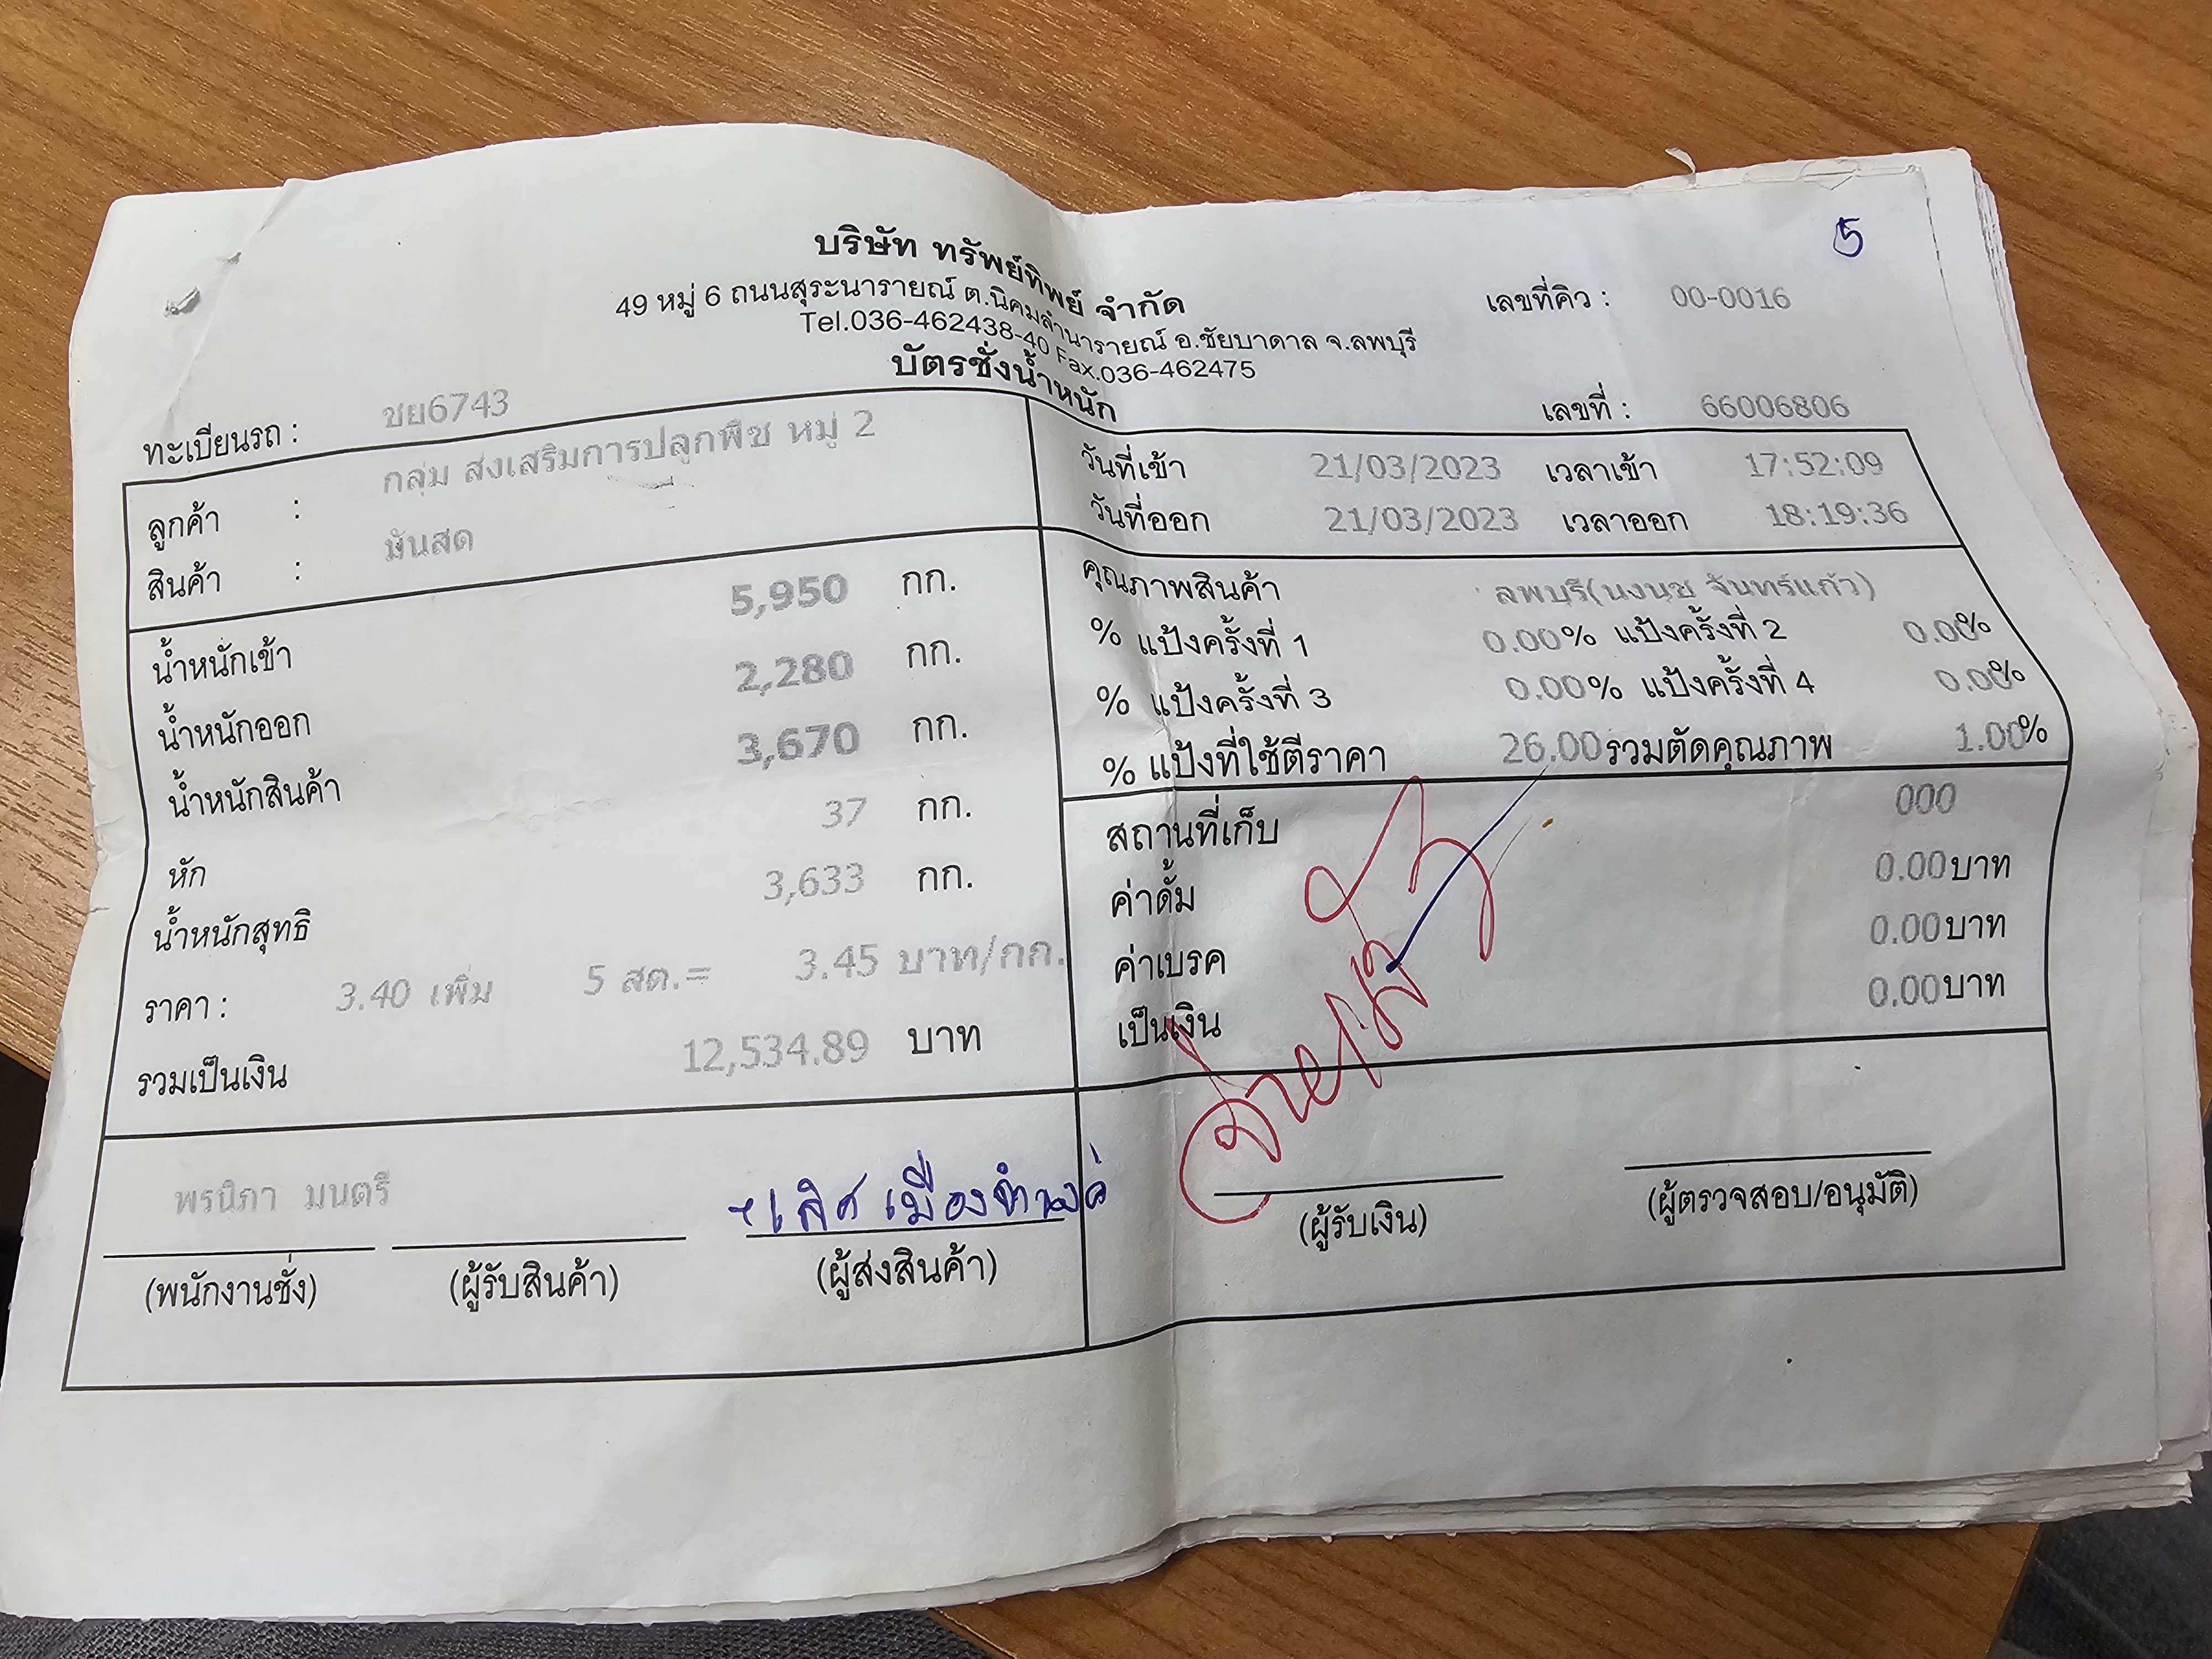 5
บริษัท ทรัพย์ทิพย์ จำกัด
49 หมู่ 6 ถนนสุระนารายณ์ ต.นิคมลำนารายณ์ อ.ชัยบาดาล จ.ลพบุรี
Tel.036-462438-40 Fax.036-462475
บัตรชั่งน้ำหนัก
เลขที่คิว : 00-0016
ทะเบียนรถ : ชย6743
เลขที่ : 66006806
ลูกค้า : กลุ่ม ส่งเสริมการปลูกพืช หมู่ 2
สินค้า : มันสด
วันที่เข้า 21/03/2023 เวลาเข้า 17:52:09
วันที่ออก 21/03/2023 เวลาออก 18:19:36
น้ำหนักเข้า 5,950 กก.
น้ำหนักออก 2,280 กก.
น้ำหนักสินค้า 3,670 กก.
หัก 37 กก.
น้ำหนักสุทธิ 3,633 กก.
ราคา : 3.40 เพิ่ม 5 สต.= 3.45 บาท/กก.
รวมเป็นเงิน 12,534.89 บาท
คุณภาพสินค้า ลพบุรี(นงนุช จันทร์แก้ว)
% แป้งครั้งที่ 1 0.00% แป้งครั้งที่ 2 0.00%
% แป้งครั้งที่ 3 0.00% แป้งครั้งที่ 4 0.00%
% แป้งที่ใช้ตีราคา 26.00 รวมตัดคุณภาพ 1.00%
สถานที่เก็บ 000
ค่าดั้ม 0.00บาท
ค่าเบรค 0.00บาท
เป็นเงิน 0.00บาท
จ่ายแล้ว
พรนิภา มนตรี
(พนักงานชั่ง)
(ผู้รับสินค้า)
(ผู้ส่งสินค้า)
(ผู้รับเงิน)
(ผู้ตรวจสอบ/อนุมัติ)